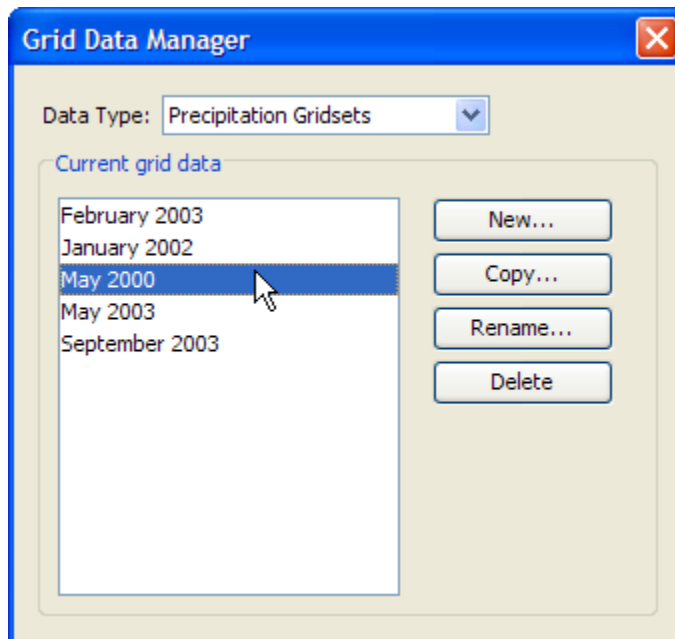 Grid Data Manager
Data Type: Precipitation Gridsets
Current grid data
February 2003
January 2002
May 2000
May 2003
September 2003
New...
Copy...
Rename...
Delete